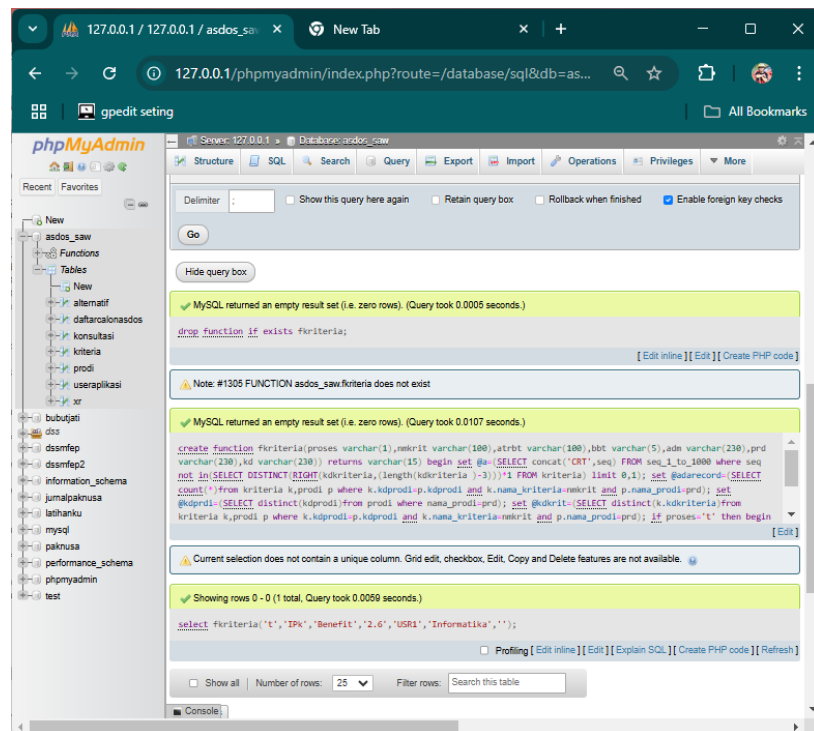 127.0.0.1 / 127.0.0.1 / asdos_sav
New Tab
127.0.0.1/phpmyadmin/index.php?route=/database/sql&db=as...
gpedit seting
All Bookmarks
phpMyAdmin
Recent Favorites
New
asdos_saw
Functions
Tables
New
alternatif
daftarcalonasdos
konsultasi
kriteria
prodi
useraplikasi
xr
bubutjati
dss
dssmfep
dssmfep2
information_schema
jurnalpaknusa
latihanku
mysql
paknusa
performance_schema
phpmyadmin
test
Server: 127.0.0.1 » Database: asdos_saw
Structure SQL Search Query Export Import Operations Privileges More
Delimiter ; Show this query here again Retain query box Rollback when finished Enable foreign key checks
Go
Hide query box
MySQL returned an empty result set (i.e. zero rows). (Query took 0.0005 seconds.)
drop function if exists fkriteria;
[ Edit inline ] [ Edit ] [ Create PHP code ]
Note: #1305 FUNCTION asdos_saw.fkriteria does not exist
MySQL returned an empty result set (i.e. zero rows). (Query took 0.0107 seconds.)
create function fkriteria(proses varchar(1),nmkrit varchar(100),atrbt varchar(100),bbt varchar(5),adm varchar(230),prd
varchar(230),kd varchar(230)) returns varchar(15) begin set @a=(SELECT concat('CRT',seq) FROM seq_1_to_1000 where seq
not in(SELECT DISTINCT(RIGHT(kdkriteria,(length(kdkriteria )-3)))*1 FROM kriteria) limit 0,1); set @adarecord=(SELECT
count(*)from kriteria k,prodi p where k.kdprodi=p.kdprodi and k.nama_kriteria=nmkrit and p.nama_prodi=prd); set
@kdprdi=(SELECT distinct(kdprodi)from prodi where nama_prodi=prd); set @kdkrit=(SELECT distinct(k.kdkriteria)from
kriteria k,prodi p where k.kdprodi=p.kdprodi and k.nama_kriteria=nmkrit and p.nama_prodi=prd); if proses='t' then begin
[ Edit ]
Current selection does not contain a unique column. Grid edit, checkbox, Edit, Copy and Delete features are not available.
Showing rows 0 - 0 (1 total, Query took 0.0059 seconds.)
select fkriteria('t','IPk','Benefit','2.6','USR1','Informatika','');
Profiling [ Edit inline ] [ Edit ] [ Explain SQL ] [ Create PHP code ] [ Refresh ]
Show all Number of rows: 25 Filter rows: Search this table
Console